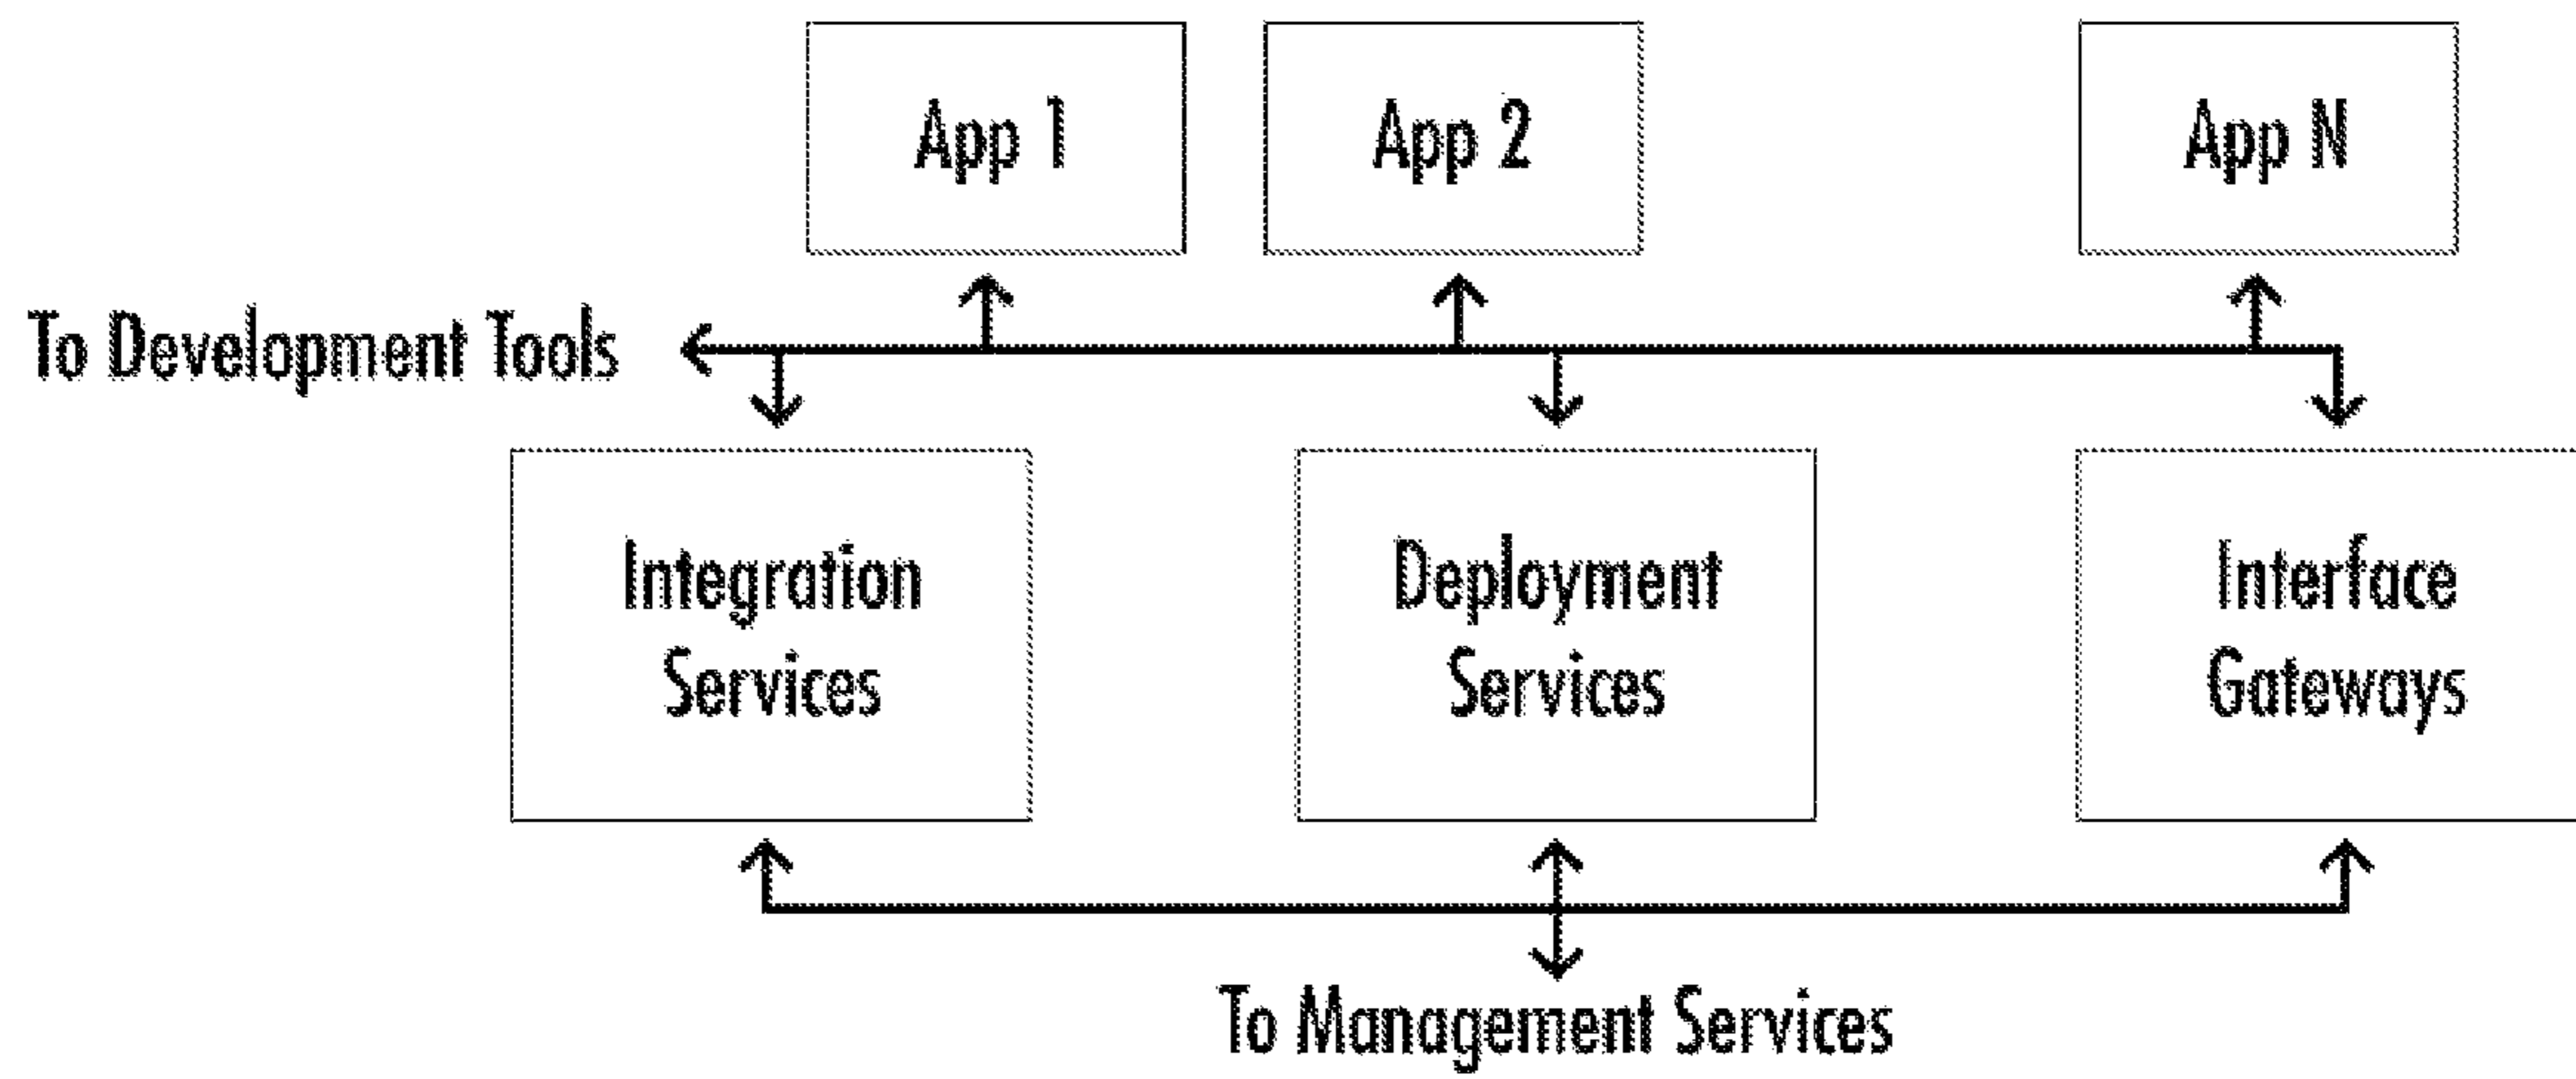 App 1
App 2
App N
To Development Tools
Integration
Services
Deployment
Services
Interface
Gateways
To Management Services